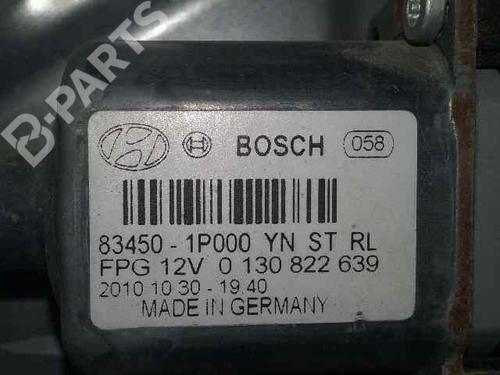 B-PARTS
BOSCH 058
83450 - 1P000 YN ST RL
FPG 12V 0 130 822 639
2010 10 30 - 19.40
MADE IN GERMANY